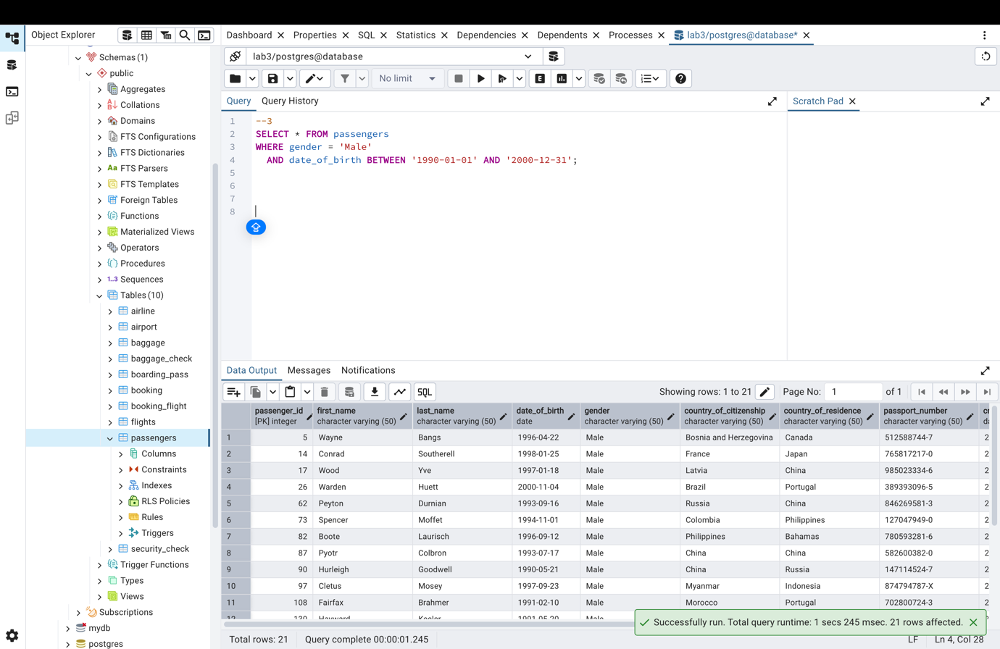 Object Explorer
Dashboard
Properties
SQL
Statistics
Dependencies
Dependents
Processes
lab3/postgres@database*
Schemas (1)
public
Aggregates
Collations
Domains
FTS Configurations
FTS Dictionaries
Aa FTS Parsers
FTS Templates
Foreign Tables
Functions
Materialized Views
Operators
Procedures
1..3 Sequences
Tables (10)
airline
airport
baggage
baggage_check
boarding_pass
booking
booking_flight
flights
passengers
Columns
Constraints
Indexes
RLS Policies
Rules
Triggers
security_check
Trigger Functions
Types
Views
Subscriptions
mydb
postgres
lab3/postgres@database
No limit
E
Query
Query History
Scratch Pad
1 --3
2 SELECT * FROM passengers
3 WHERE gender = 'Male'
4 AND date_of_birth BETWEEN '1990-01-01' AND '2000-12-31';
5
6
7
8
Data Output
Messages
Notifications
SQL
Showing rows: 1 to 21
Page No:
1
of 1
passenger_id first_name last_name date_of_birth gender country_of_citizenship country_of_residence passport_number
[PK] integer character varying (50) character varying (50) date character varying (50) character varying (50) character varying (50) character varying (50)
1 5 Wayne Bangs 1996-04-22 Male Bosnia and Herzegovina Canada 512588744-7 2
2 14 Conrad Southerell 1998-01-25 Male France Japan 765817217-0 2
3 17 Wood Yve 1997-01-18 Male Latvia China 985023334-6 2
4 26 Warden Huett 2000-11-04 Male Brazil Portugal 389393096-5 2
5 62 Peyton Durnian 1993-09-16 Male Russia China 846269581-3 2
6 73 Spencer Moffet 1994-11-01 Male Colombia Philippines 127047949-0 2
7 82 Boote Laurisch 1996-09-12 Male Philippines Bahamas 780593281-6 2
8 87 Pyotr Colbron 1993-07-17 Male China China 582600382-0 2
9 90 Hurleigh Goodwell 1990-05-21 Male China Russia 147114524-7 2
10 97 Cletus Mosey 1997-09-23 Male Myanmar Indonesia 874794787-X 2
11 108 Fairfax Brahmer 1991-02-10 Male Morocco Portugal 702800724-3 2
Successfully run. Total query runtime: 1 secs 245 msec. 21 rows affected.
Total rows: 21
Query complete 00:00:01.245
LF
Ln 4, Col 28